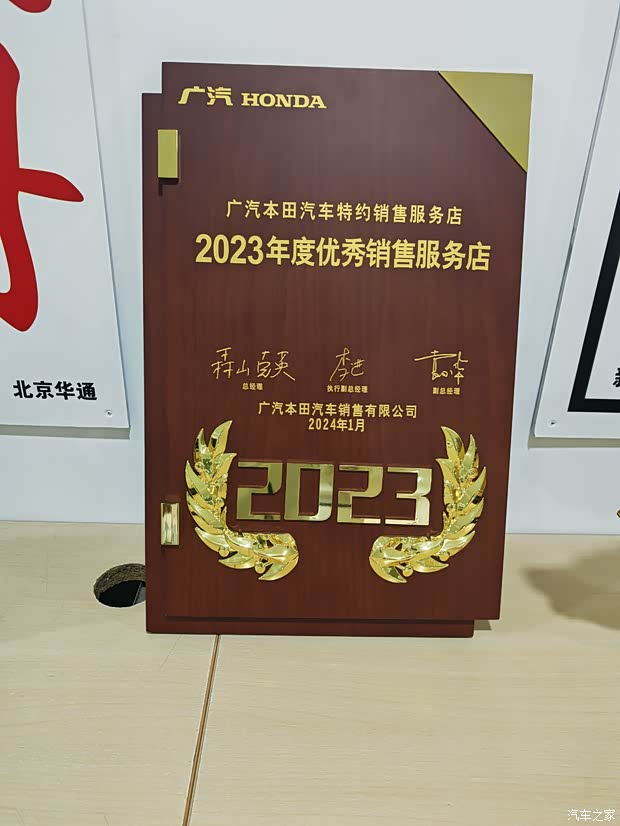 广汽 HONDA
广汽本田汽车特约销售服务店
2023年度优秀销售服务店
总经理
执行副总经理
副总经理
广汽本田汽车销售有限公司
2024年1月
2023
北京华通
汽车之家